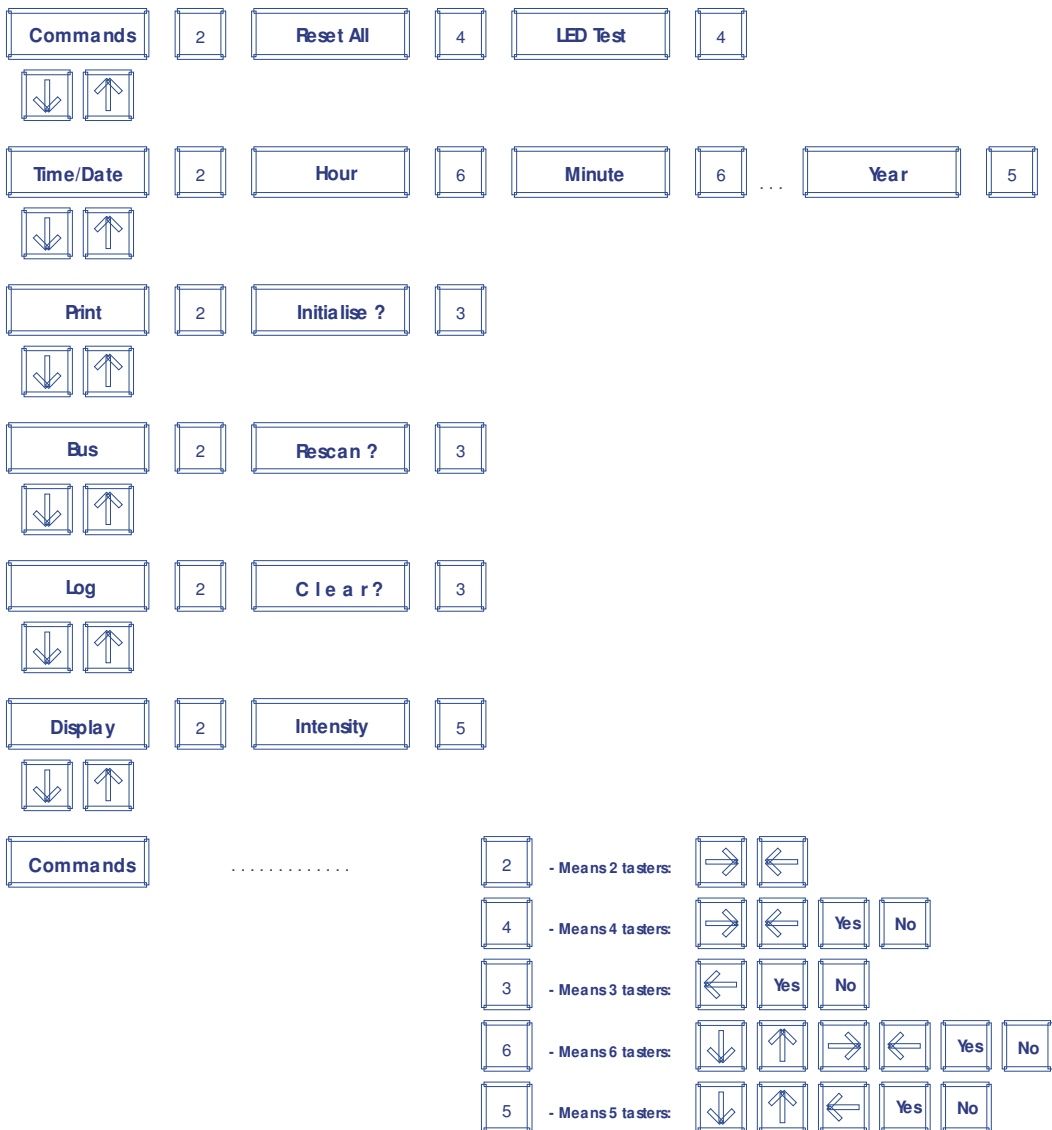 Commands 2 Reset All 4 LED Test 4
Time/Date 2 Hour 6 Minute 6 ... Year 5
Print 2 Initialise ? 3
Bus 2 Rescan ? 3
Log 2 Clear? 3
Display 2 Intensity 5
Commands ............. 2 - Means 2 tasters:
4 - Means 4 tasters: Yes No
3 - Means 3 tasters: Yes No
6 - Means 6 tasters: Yes No
5 - Means 5 tasters: Yes No